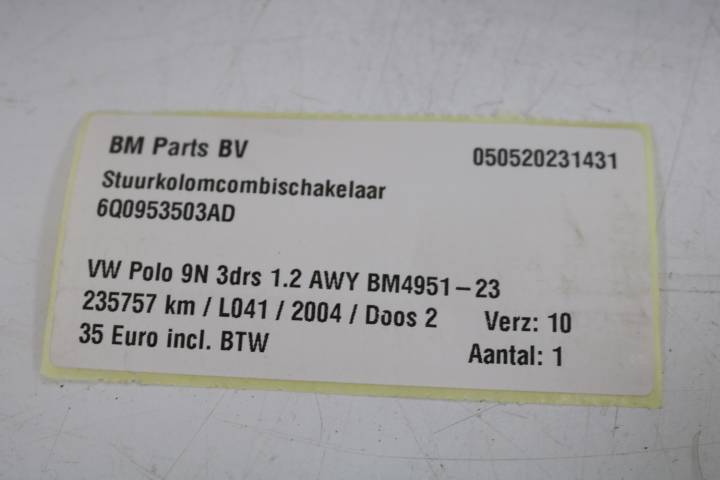 BM Parts BV 050520231431
Stuurkolomcombischakelaar
6Q0953503AD
VW Polo 9N 3drs 1.2 AWY BM4951-23
235757 km / L041 / 2004 / Doos 2 Verz: 10
35 Euro incl. BTW Aantal: 1